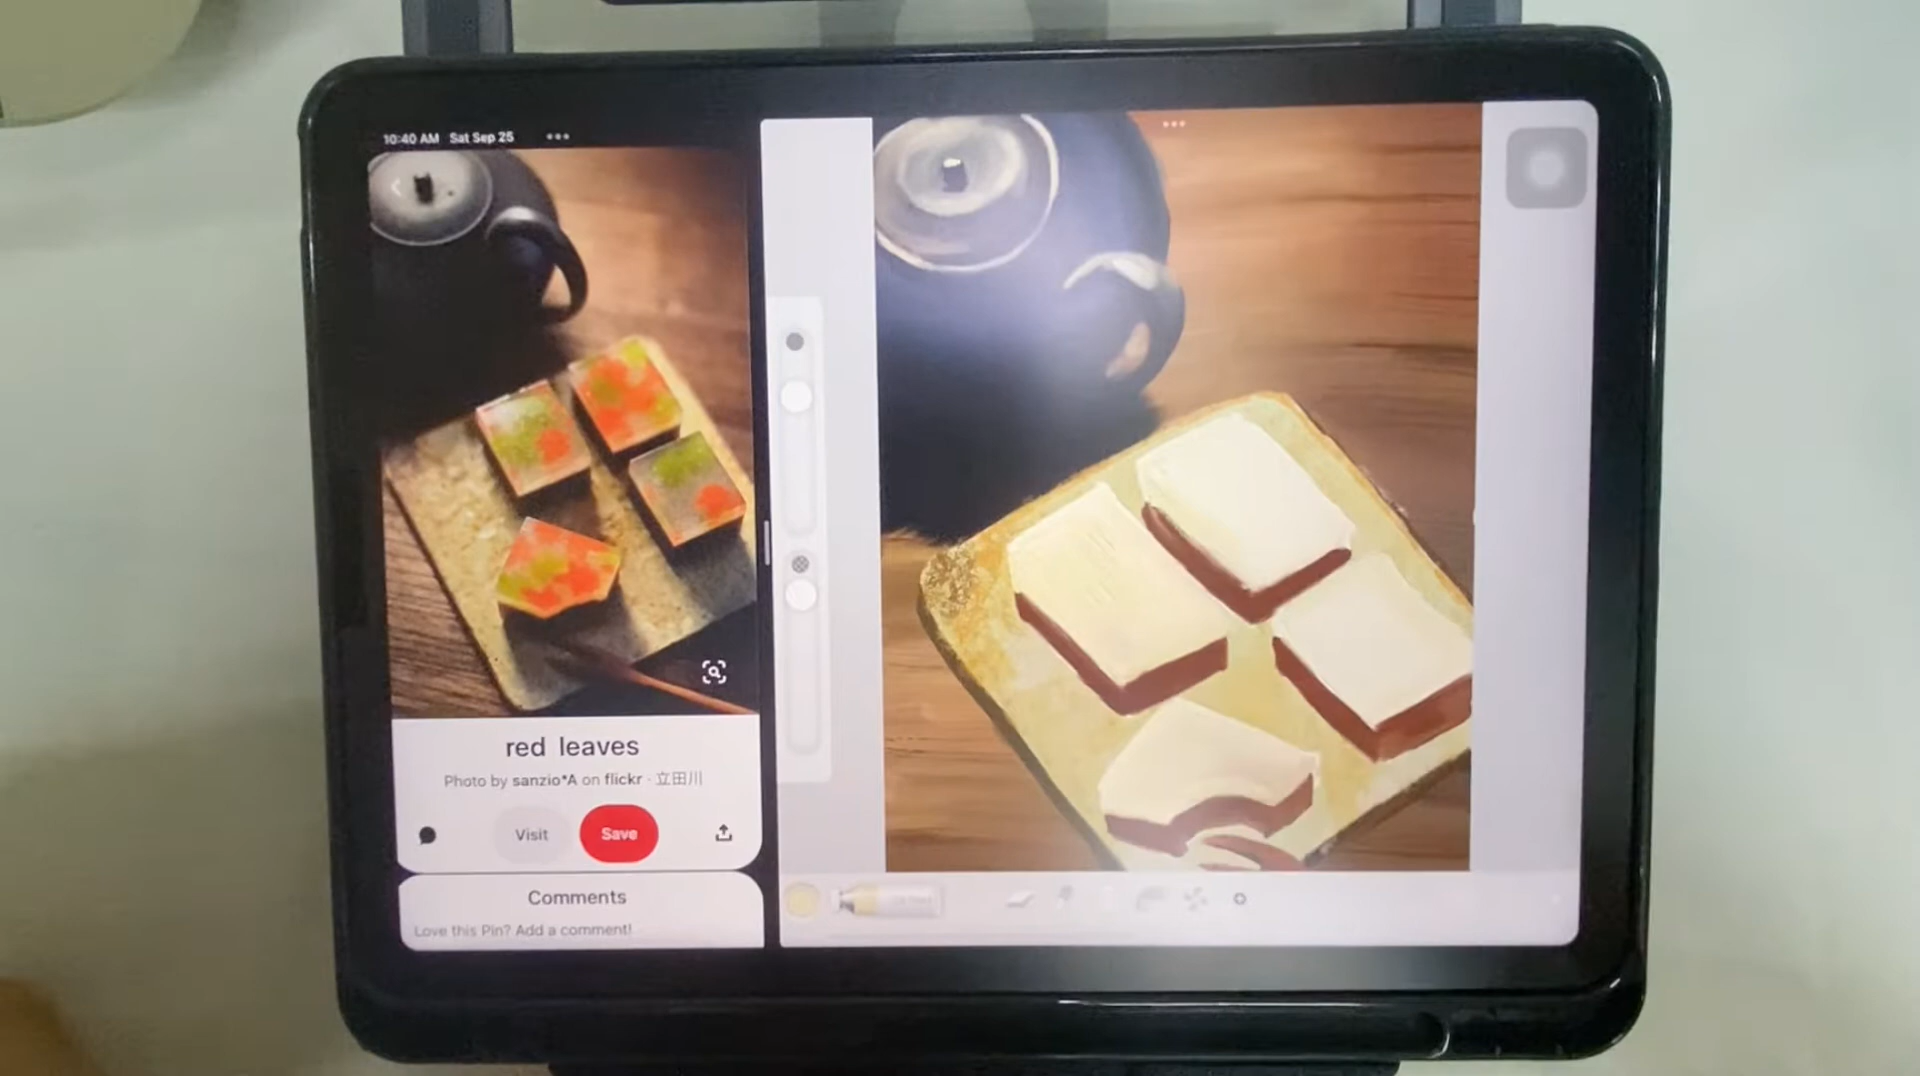 10:40 AM Sat Sep 25
red leaves
Photo by sanzio*A on flickr · 立田川
Visit
Save
Comments
Love this Pin? Add a comment!